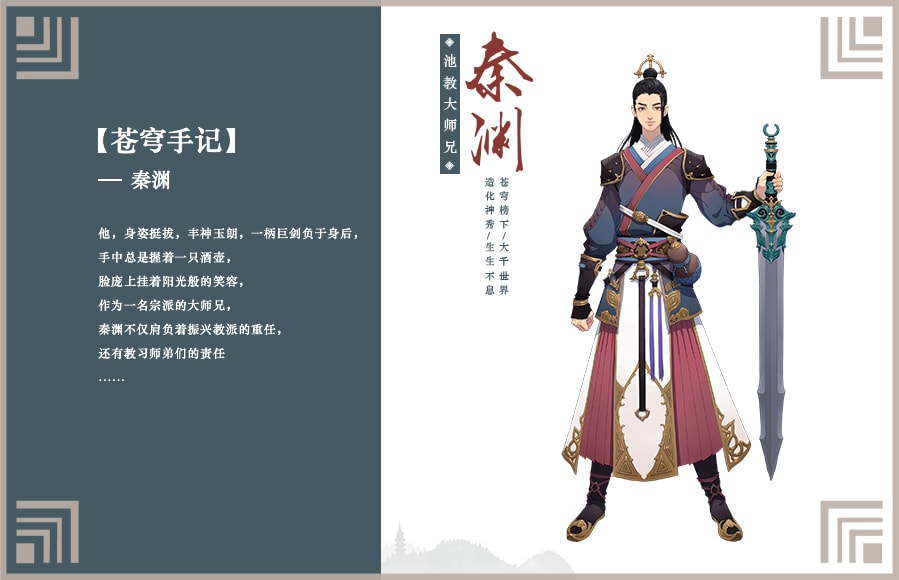 【苍穹手记】
— 秦渊
他，身姿挺拔，丰神玉朗，一柄巨剑负于身后，
手中总是握着一只酒壶，
脸庞上挂着阳光般的笑容，
作为一名宗派的大师兄，
秦渊不仅肩负着振兴教派的重任，
还有教习师弟们的责任
……
池教大师兄
秦渊
苍穹榜下/大千世界
造化神秀/生生不息